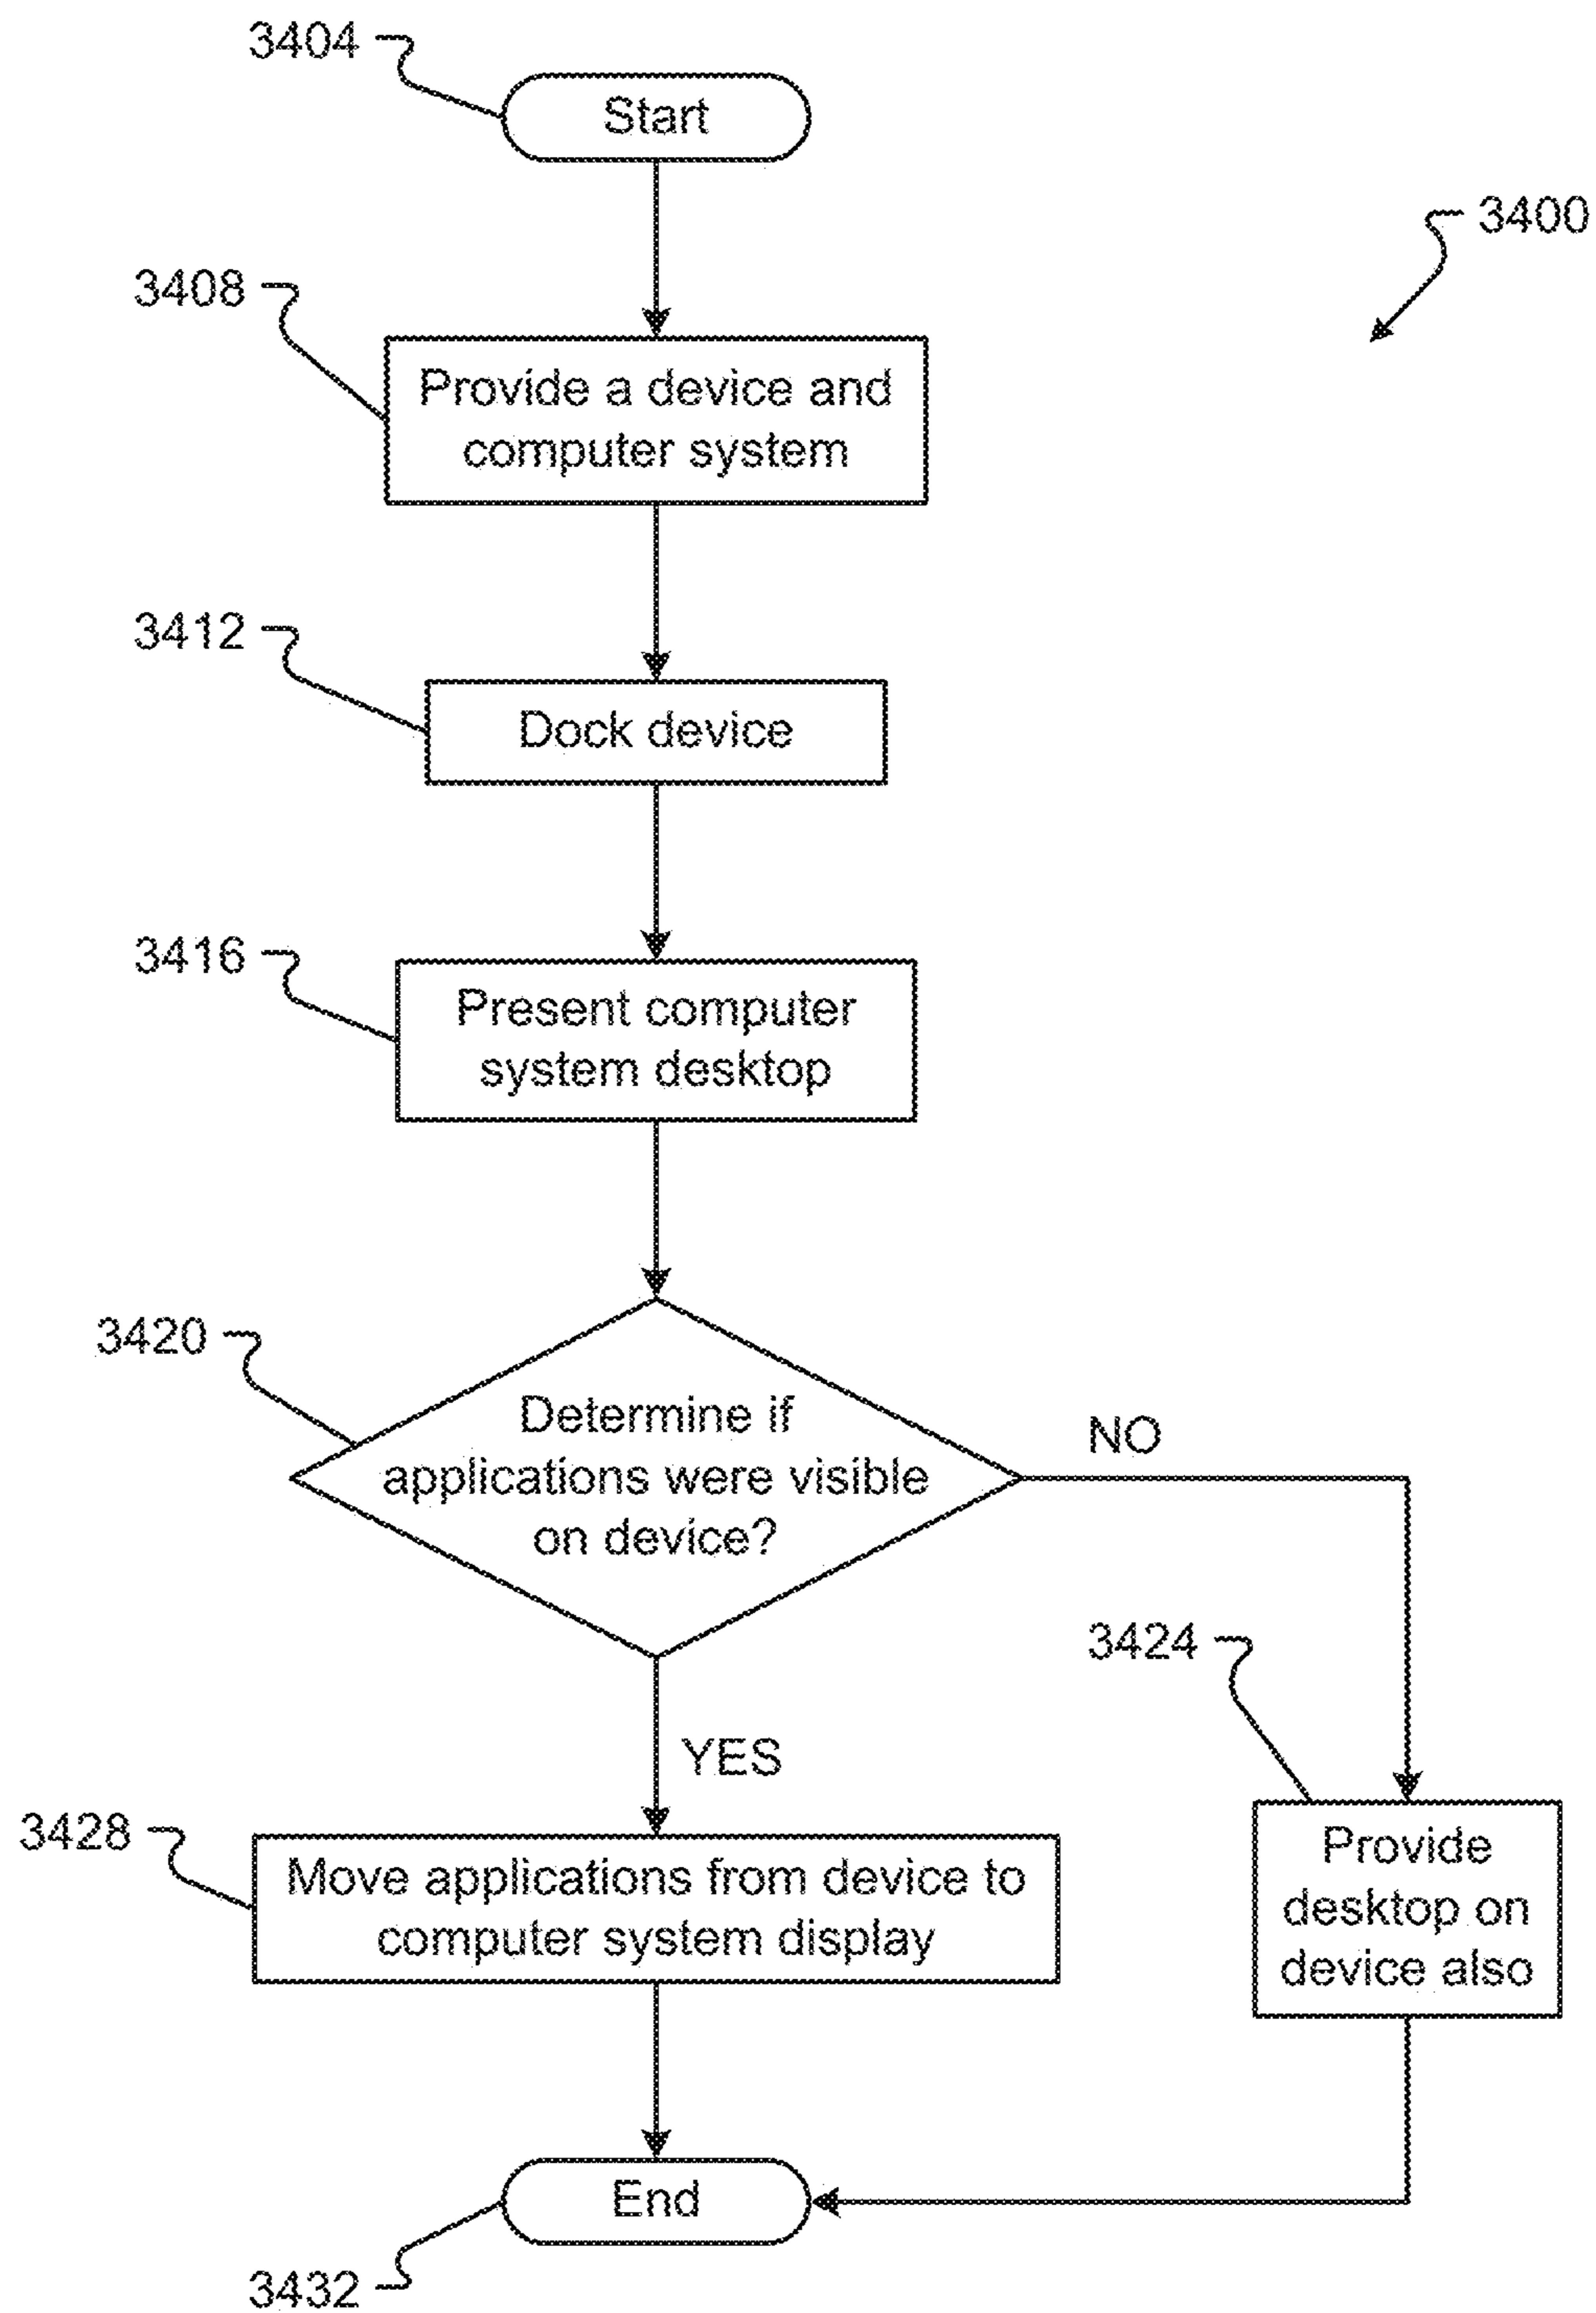 3404
Start
3400
3408
Provide a device and
computer system
3412
Dock device
3416
Present computer
system desktop
3420
Determine if
applications were visible
on device?
NO
3424
YES
3428
Move applications from device to
computer system display
Provide
desktop on
device also
End
3432